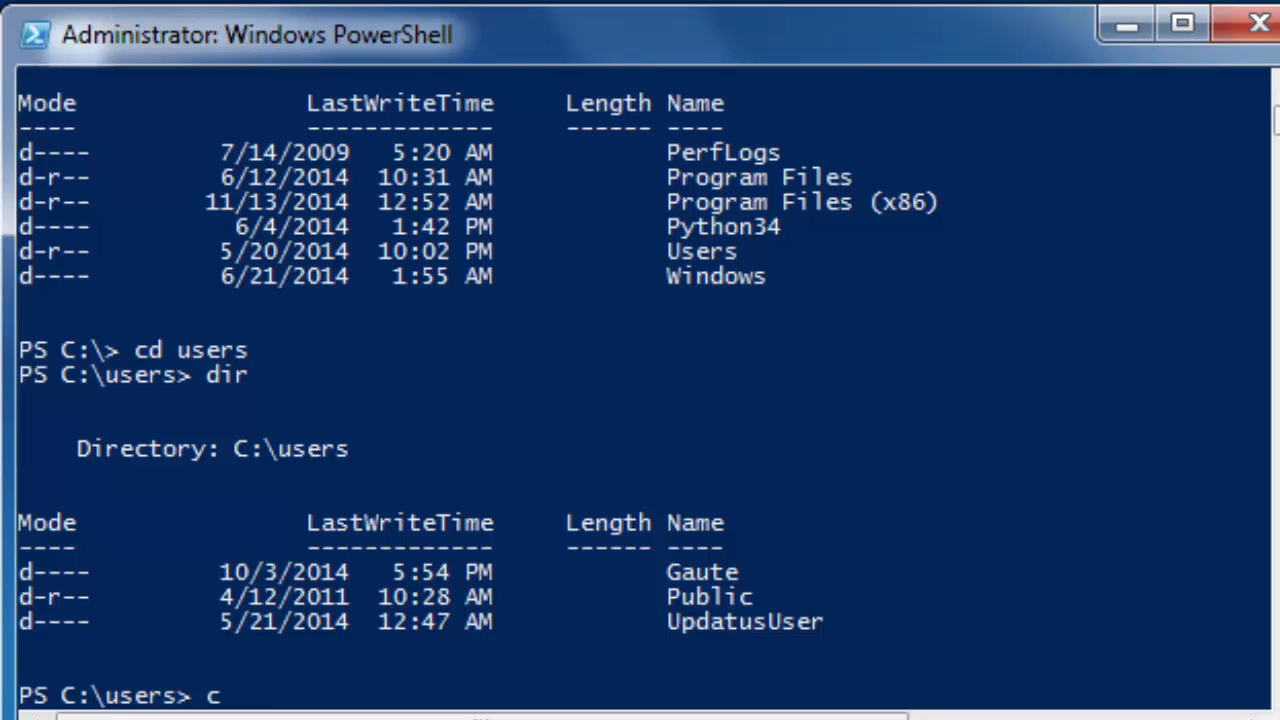 Administrator: Windows PowerShell
Mode LastWriteTime Length Name
---- ------------- ------ ----
d---- 7/14/2009 5:20 AM PerfLogs
d-r-- 6/12/2014 10:31 AM Program Files
d-r-- 11/13/2014 12:52 AM Program Files (x86)
d---- 6/4/2014 1:42 PM Python34
d-r-- 5/20/2014 10:02 PM Users
d---- 6/21/2014 1:55 AM Windows
PS C:\> cd users
PS C:\users> dir
Directory: C:\users
Mode LastWriteTime Length Name
---- ------------- ------ ----
d---- 10/3/2014 5:54 PM Gaute
d-r-- 4/12/2011 10:28 AM Public
d---- 5/21/2014 12:47 AM UpdatusUser
PS C:\users> c